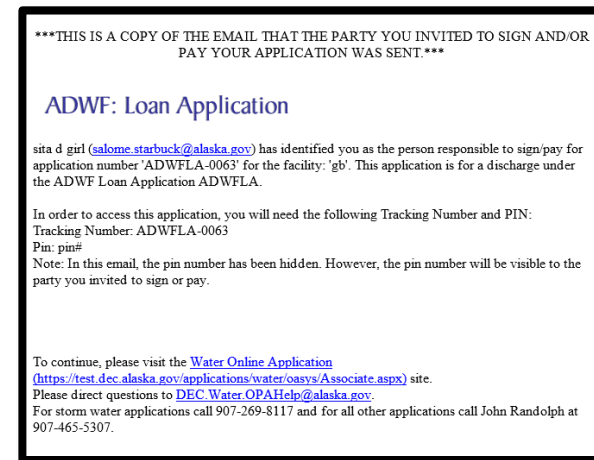 ***THIS IS A COPY OF THE EMAIL THAT THE PARTY YOU INVITED TO SIGN AND/OR
PAY YOUR APPLICATION WAS SENT.***
ADWF: Loan Application
sita d girl (salome.starbuck@alaska.gov) has identified you as the person responsible to sign/pay for
application number 'ADWFLA-0063' for the facility: 'gb'. This application is for a discharge under
the ADWF Loan Application ADWFLA.
In order to access this application, you will need the following Tracking Number and PIN:
Tracking Number: ADWFLA-0063
Pin: pin#
Note: In this email, the pin number has been hidden. However, the pin number will be visible to the
party you invited to sign or pay.
To continue, please visit the Water Online Application
(https://test.dec.alaska.gov/applications/water/oasys/Associate.aspx) site.
Please direct questions to DEC.Water.OPAHelp@alaska.gov.
For storm water applications call 907-269-8117 and for all other applications call John Randolph at
907-465-5307.